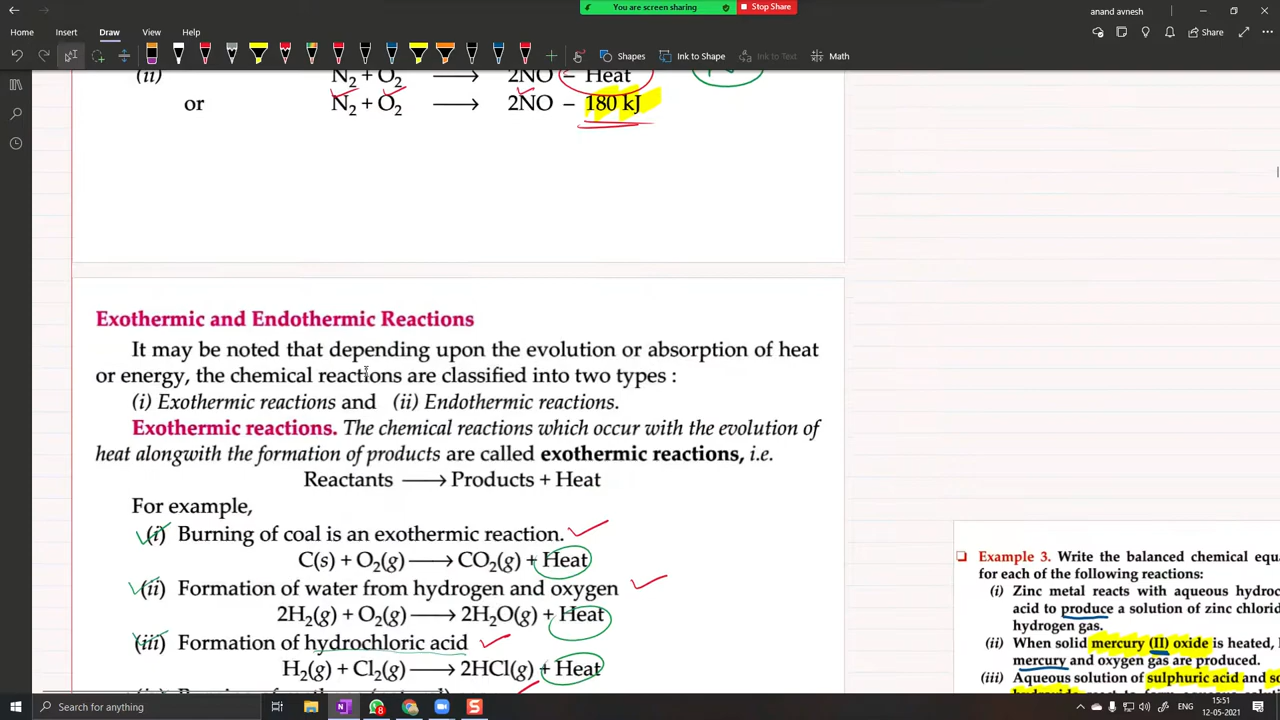 You are screen sharing
Stop Share
anand avnesh
Home Insert Draw View Help
Share
Shapes Ink to Shape Ink to Text Math
(ii) N2 + O2 ⟶ 2NO – Heat
or N2 + O2 ⟶ 2NO – 180 kJ
Exothermic and Endothermic Reactions
It may be noted that depending upon the evolution or absorption of heat
or energy, the chemical reactions are classified into two types :
(i) Exothermic reactions and (ii) Endothermic reactions.
Exothermic reactions. The chemical reactions which occur with the evolution of
heat alongwith the formation of products are called exothermic reactions, i.e.
Reactants ⟶ Products + Heat
For example,
(i) Burning of coal is an exothermic reaction.
C(s) + O2(g) ⟶ CO2(g) + Heat
(ii) Formation of water from hydrogen and oxygen
2H2(g) + O2(g) ⟶ 2H2O(g) + Heat
(iii) Formation of hydrochloric acid
H2(g) + Cl2(g) ⟶ 2HCl(g) + Heat
Example 3. Write the balanced chemical equa
for each of the following reactions:
(i) Zinc metal reacts with aqueous hydroc
acid to produce a solution of zinc chlorid
hydrogen gas.
(ii) When solid mercury (II) oxide is heated,
mercury and oxygen gas are produced.
(iii) Aqueous solution of sulphuric acid and so
Search for anything
15:51
12-05-2021